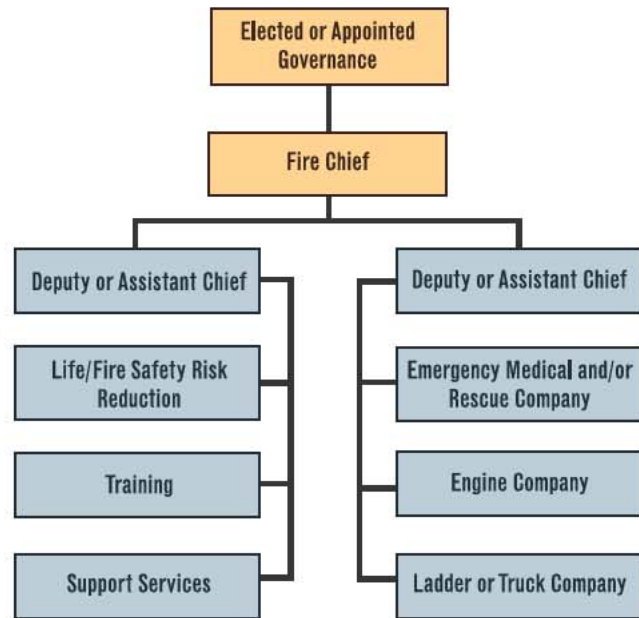 Elected or Appointed
Governance
Fire Chief
Deputy or Assistant Chief
Life/Fire Safety Risk
Reduction
Training
Support Services
Deputy or Assistant Chief
Emergency Medical and/or
Rescue Company
Engine Company
Ladder or Truck Company